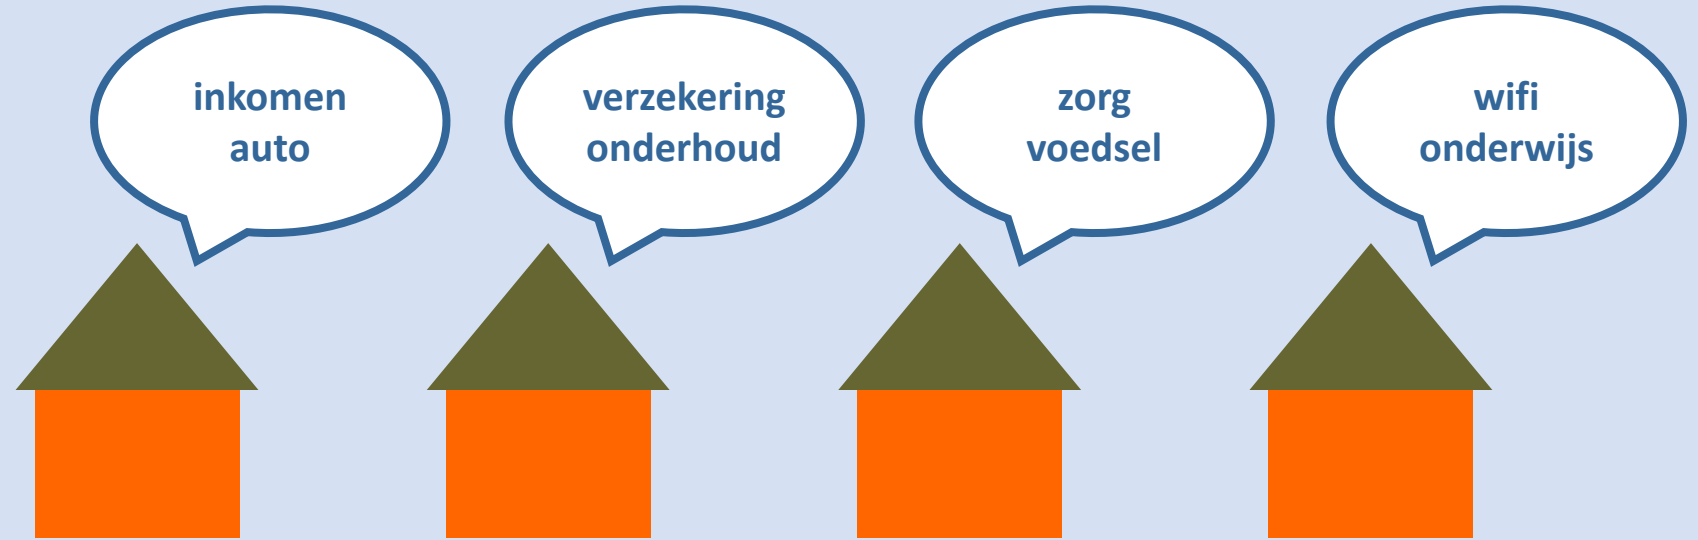 inkomen
auto
verzekering
onderhoud
zorg
voedsel
wifi
onderwijs